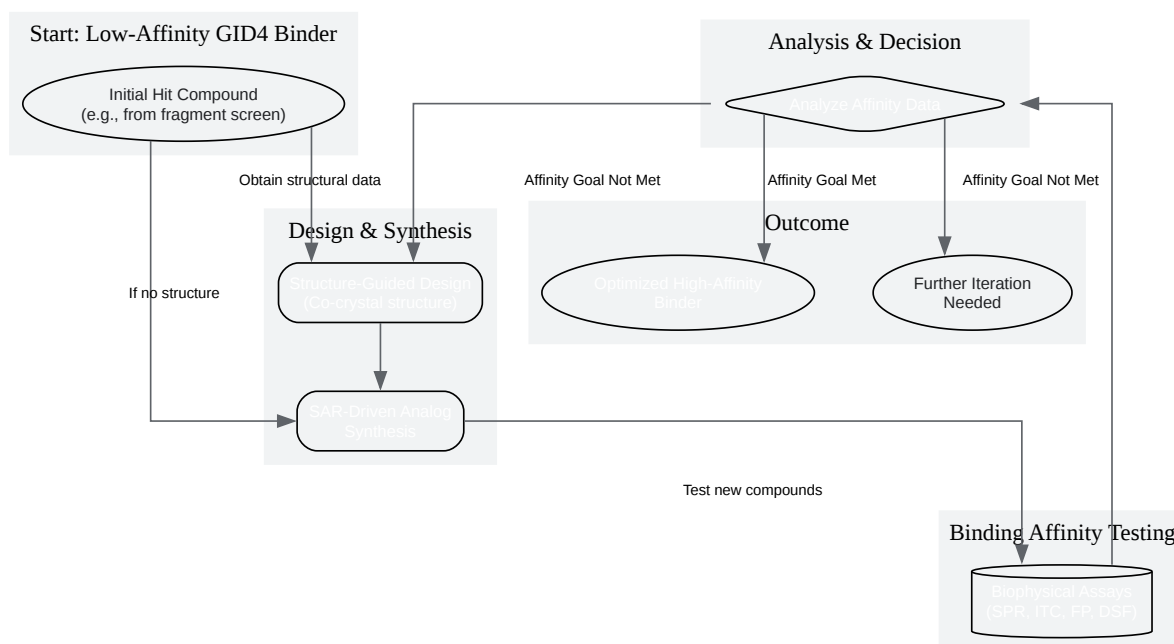 Start: Low-Affinity GID4 Binder
Initial Hit Compound
(e.g., from fragment screen)
Analysis & Decision
Analyze Affinity Data
Obtain structural data
Affinity Goal Not Met
Affinity Goal Met
Affinity Goal Not Met
Design & Synthesis
Structure-Guided Design
(Co-crystal structure)
If no structure
SAR-Driven Analog
Synthesis
Outcome
Optimized High-Affinity
Binder
Further Iteration
Needed
Test new compounds
Binding Affinity Testing
Biophysical Assays
(SPR, ITC, FP, DSF)